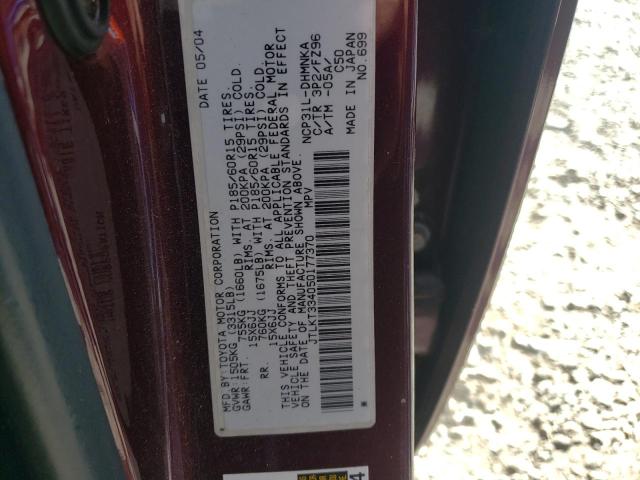 MFD.BY:TOYOTA MOTOR CORPORATION DATE 05/04
GVWR:1505KG (3315LB)
GAWR:FRT. 755KG (1660LB) WITH P185/60R15 TIRES.
15X6JJ RIMS. AT 200KPA (29PSI) COLD.
RR. 760KG (1675LB) WITH P185/60R15 TIRES.
15X6JJ RIMS. AT 200KPA (29PSI) COLD.
THIS VEHICLE CONFORMS TO ALL APPLICABLE FEDERAL MOTOR
VEHICLE SAFETY AND THEFT PREVENTION STANDARDS IN EFFECT
ON THE DATE OF MANUFACTURE SHOWN ABOVE.
JTLKT334050177370 MPV
NCP31L-DHMNKA
C/TR 3P2/FZ96
A/TM -05A/
C50
MADE IN JAPAN
NO.699